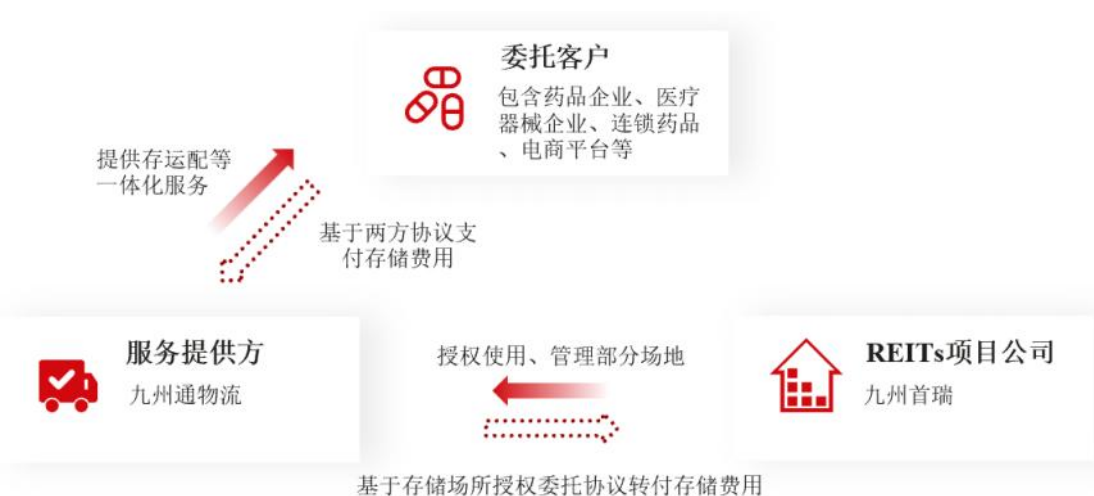 委托客户
包含药品企业、医疗
器械企业、连锁药品
、电商平台等
提供存运配等
一体化服务
基于两方协议支
付存储费用
服务提供方
九州通物流
授权使用、管理部分场地
REITs项目公司
九州首瑞
基于存储场所授权委托协议转付存储费用